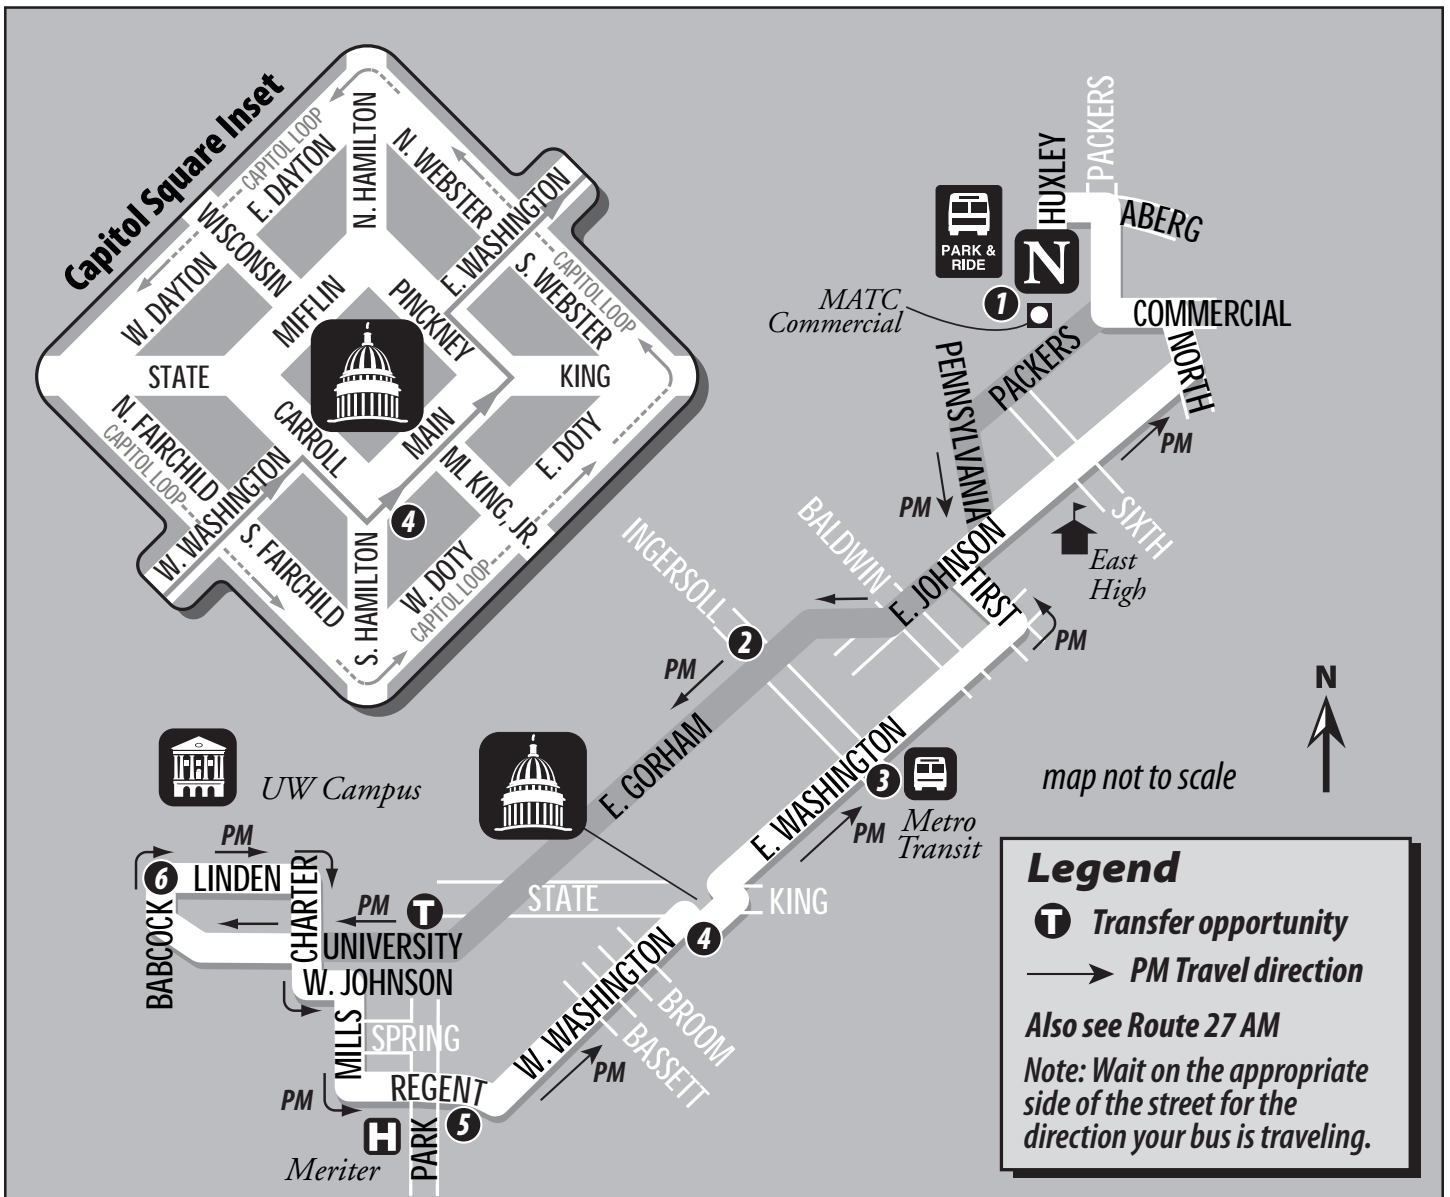 Capitol Square Inset
CAPITOL LOOP
E. DAYTON
N. HAMILTON
N. WEBSTER
E. WASHINGTON
WISCONSIN
W. DAYTON
MIFFLIN
PINCKNEY
S. WEBSTER
CAPITOL LOOP
STATE
KING
N. FAIRCHILD
CAPITOL LOOP
CARROLL
MAIN
E. DOTY
W. WASHINGTON
ML KING, JR.
4
S. FAIRCHILD
S. HAMILTON
W. DOTY
CAPITOL LOOP
PACKERS
HUXLEY
ABERG
PARK &
RIDE
N
1
MATC
Commercial
COMMERCIAL
NORTH
PENNSYLVANIA
PACKERS
PM
PM
SIXTH
East
High
BALDWIN
E. JOHNSON
FIRST
PM
INGERSOLL
2
PM
E. GORHAM
E. WASHINGTON
3
Metro
Transit
PM
N
map not to scale
UW Campus
PM
6
LINDEN
CHARTER
PM
T
STATE
KING
BABCOCK
UNIVERSITY
W. JOHNSON
4
W. WASHINGTON
BROOM
BASSETT
PM
MILLS
SPRING
PM
REGENT
5
H
Meriter
PARK
Legend
T Transfer opportunity
PM Travel direction
Also see Route 27 AM
Note: Wait on the appropriate
side of the street for the
direction your bus is traveling.